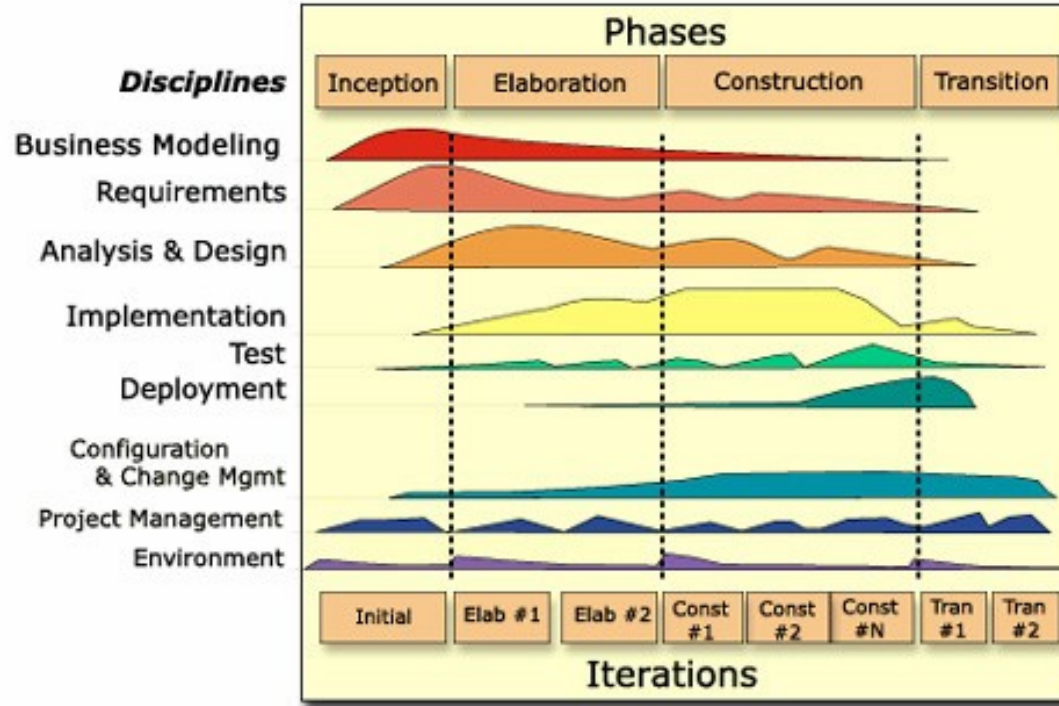 Phases
Disciplines
Inception
Elaboration
Construction
Transition
Business Modeling
Requirements
Analysis & Design
Implementation
Test
Deployment
Configuration
& Change Mgmt
Project Management
Environment
Initial
Elab #1
Elab #2
Const
#1
Const
#2
Const
#N
Tran
#1
Tran
#2
Iterations